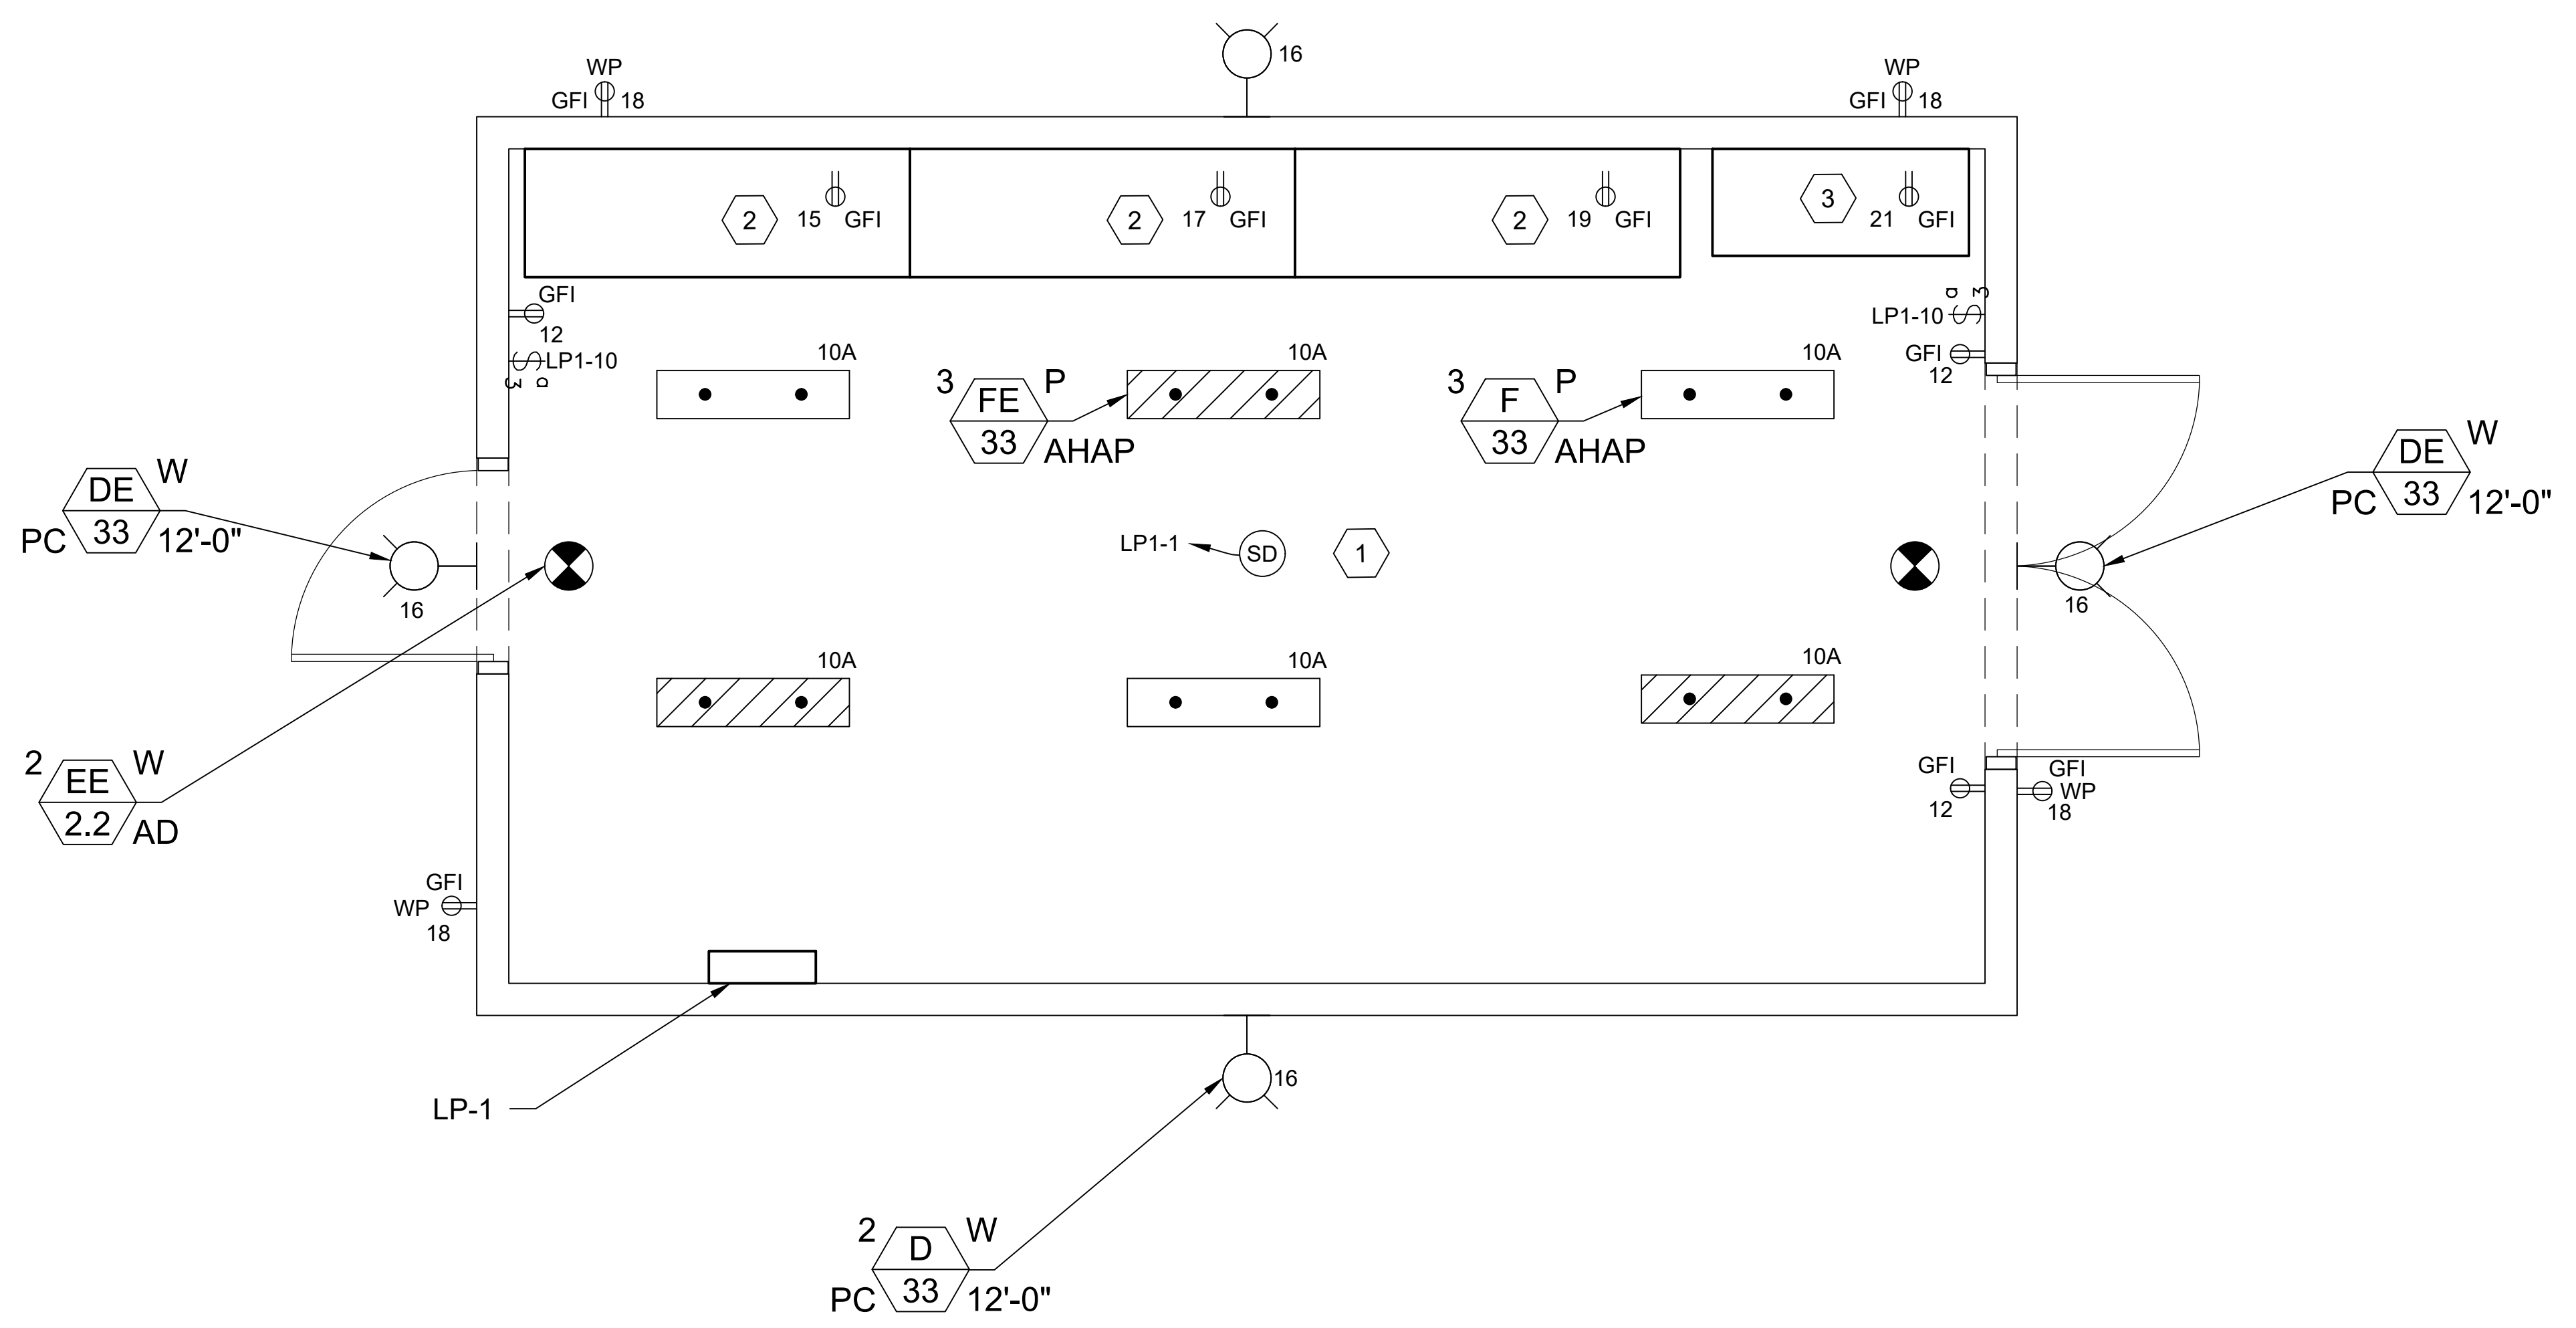 16
WP
GFI 18
WP
GFI 18
2 15 GFI
2 17 GFI
2 19 GFI
3 21 GFI
GFI
12
LP1-10
3 a
a 3
LP1-10
GFI
12
10A
10A
10A
3 FE P
33 AHAP
3 F P
33 AHAP
DE W
PC 33 12'-0"
16
DE W
PC 33 12'-0"
16
LP1-1 SD 1
10A
10A
10A
2 EE W
2.2 AD
GFI
12
GFI
WP
18
GFI
WP
18
LP-1
16
2 D W
PC 33 12'-0"